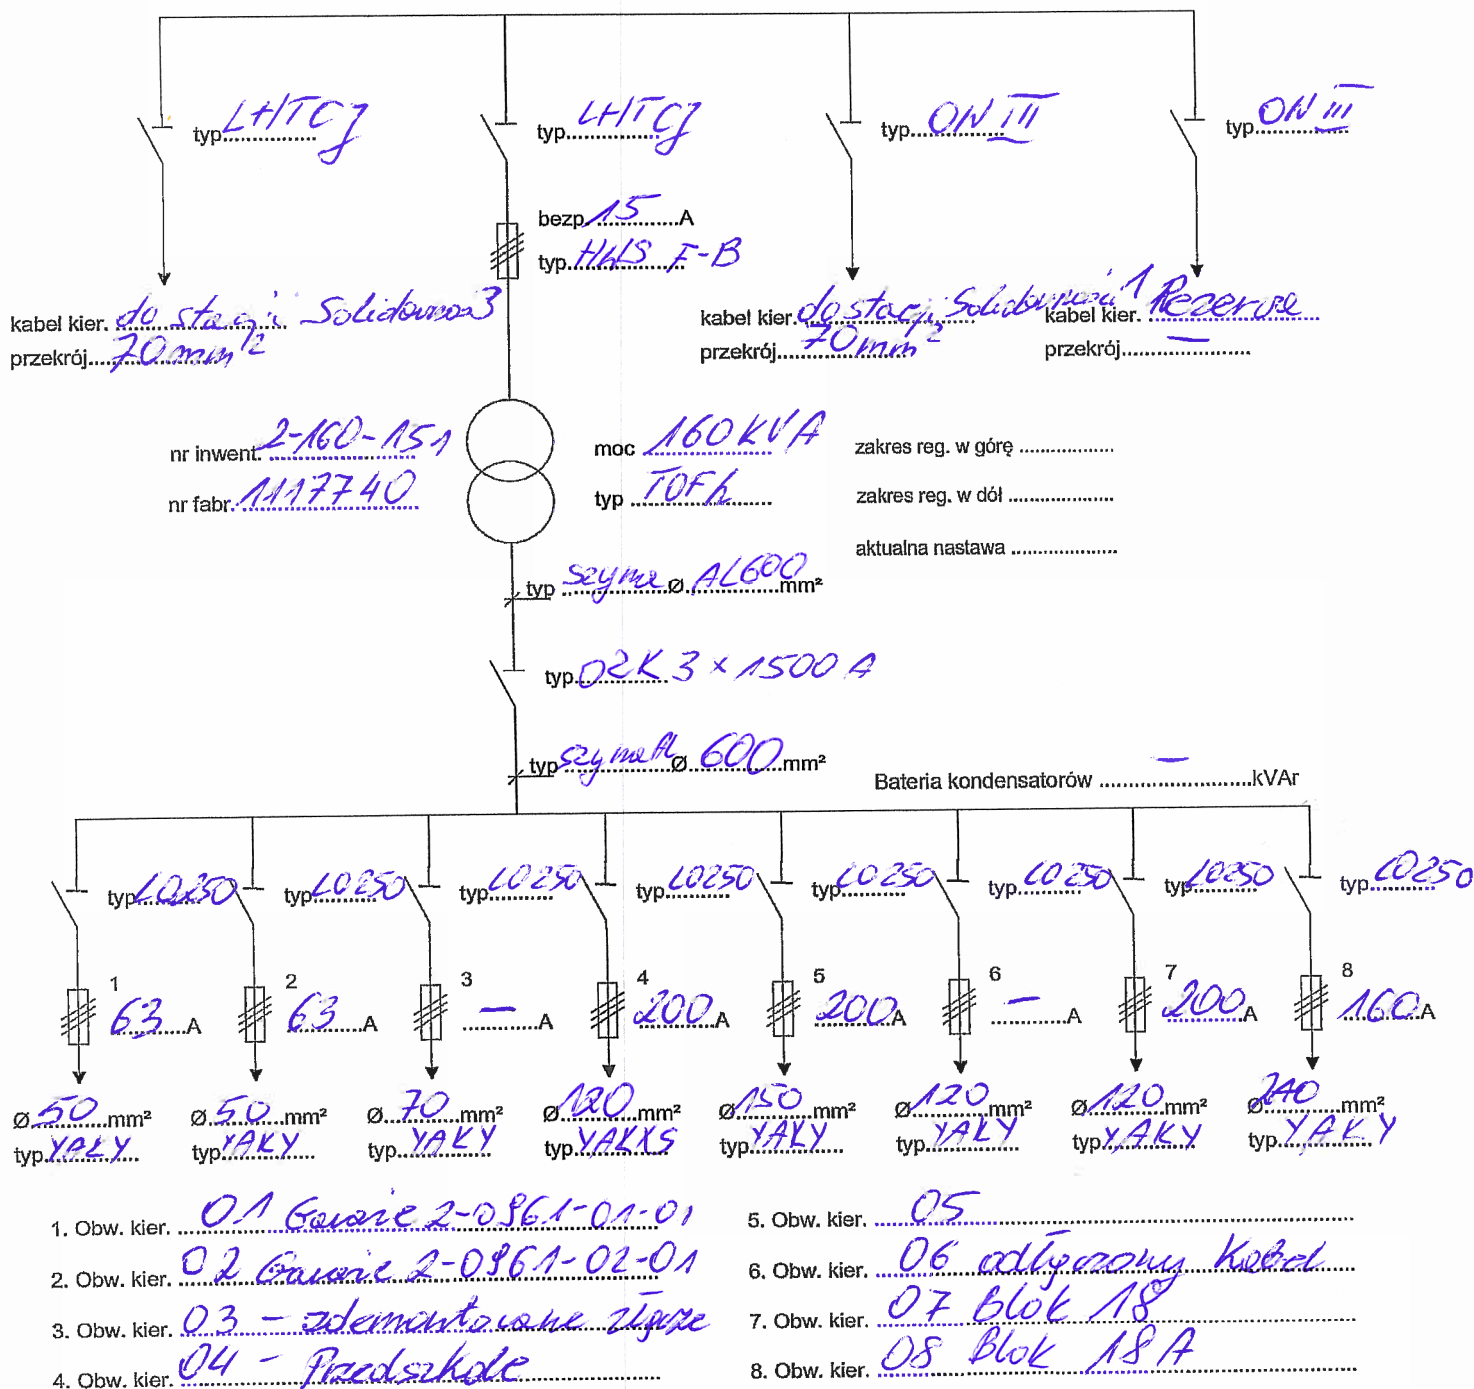 typ LHTCJ typ LHTCJ typ ON III typ ON III
bezp. 15 A
typ HWS F-B
kabel kier. do stacji 3 kabel kier. do stacji 1 kabel kier. Rezerwa
przekrój 70mm² przekrój 70mm² przekrój —
nr inwent. 2-160-151 moc 160 KVA zakres reg. w górę
nr fabr. 1117740 typ TOFh zakres reg. w dół
aktualna nastawa
typ szyna Ø AL600 mm²
typ OZK 3 x 1500 A
typ szyna Al Ø 600 mm²
Bateria kondensatorów — kVAr
typ LO250 typ LO250 typ LO250 typ LO250 typ LO250 typ LO250 typ LO250 typ LO250
1 2 3 4 5 6 7 8
63 A 63 A — A 200 A 200 A — A 200 A 160 A
Ø 50 mm² Ø 50 mm² Ø 70 mm² Ø 120 mm² Ø 150 mm² Ø 120 mm² Ø 120 mm² Ø 240 mm²
typ YAKY typ YAKY typ YAKY typ YAKXS typ YAKY typ YAKY typ YAKY typ YAKY
1. Obw. kier. 01 Garaże 2-0961-01-01
2. Obw. kier. 02 Garaże 2-0961-02-01
3. Obw. kier. 03 - zdemontowane złącze
4. Obw. kier. 04 - Przedszkole
5. Obw. kier. 05
6. Obw. kier. 06 odłączony Kabel
7. Obw. kier. 07 Blok 18
8. Obw. kier. 08 Blok 18 A